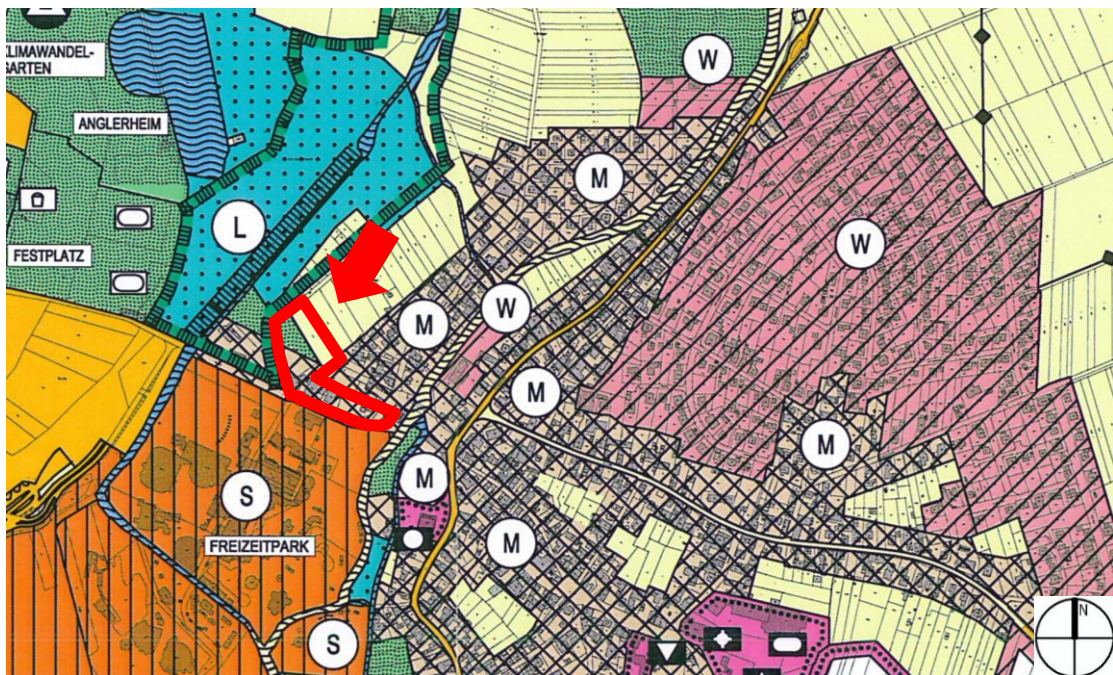 KLIMAWANDEL-
GARTEN
ANGLERHEIM
W
M
L
W
FESTPLATZ
W
M
M
M
M
S
M
FREIZEITPARK
N
S